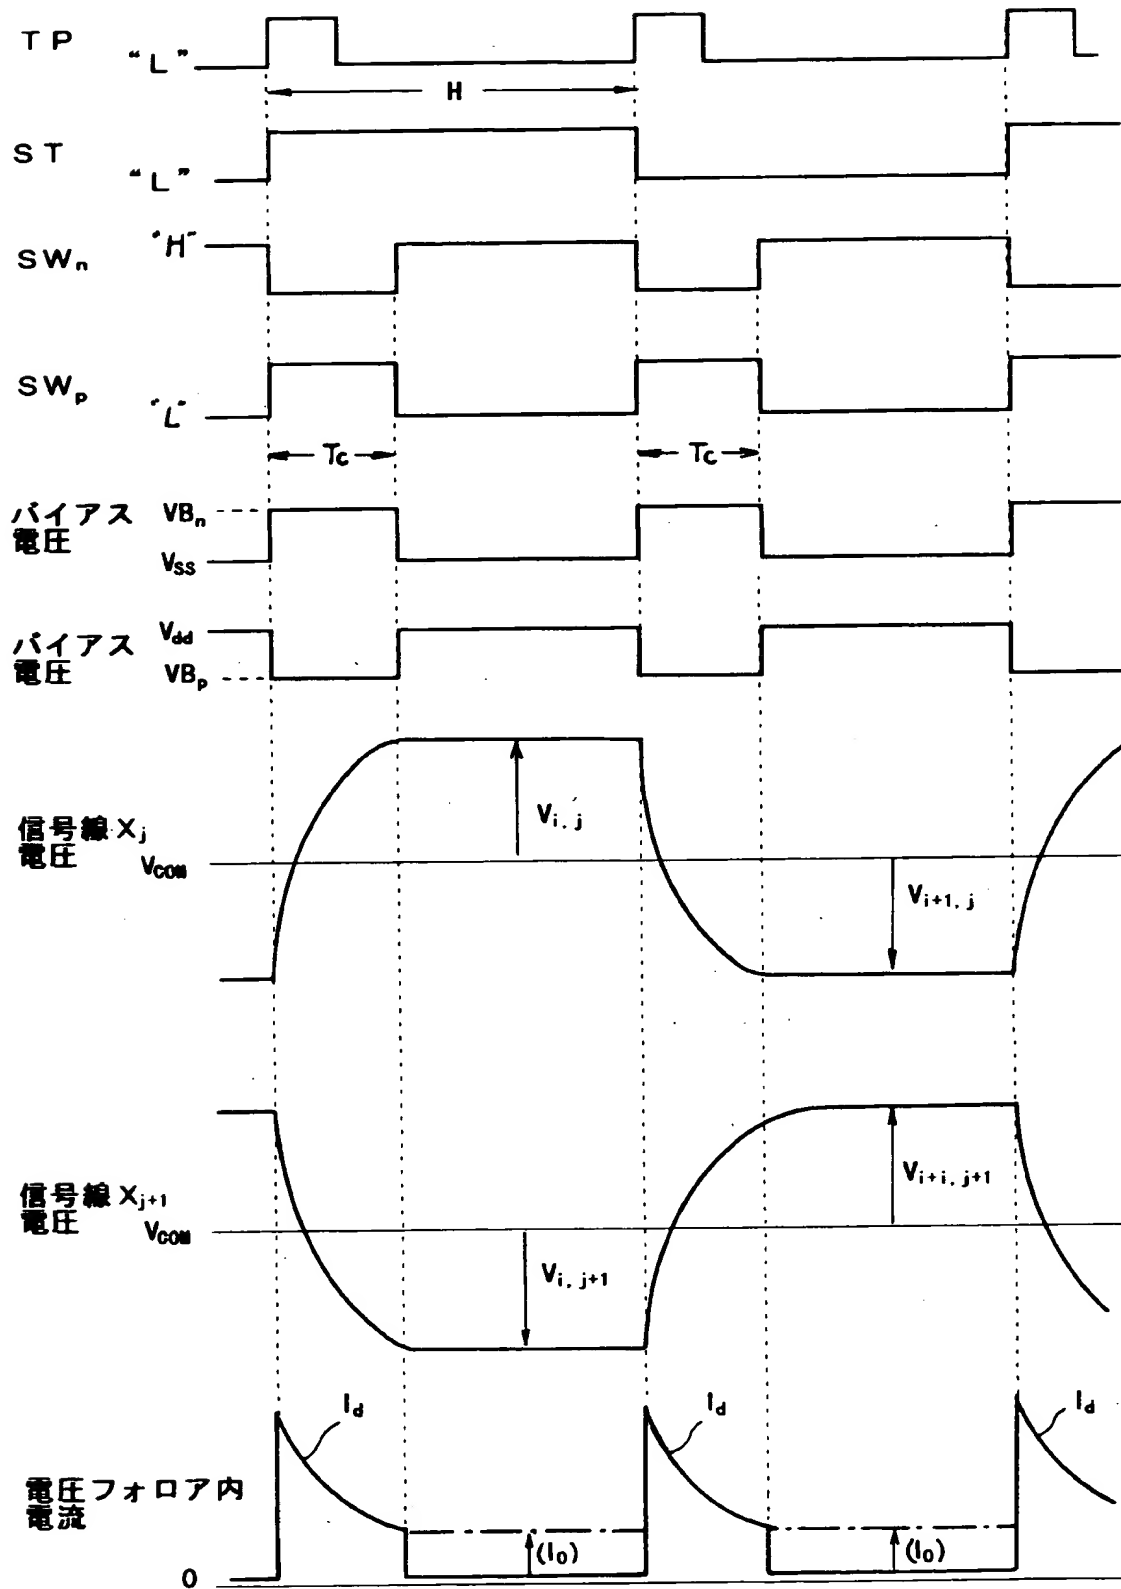 TP
"L"
H
ST
"L"
SWn
"H"
SWp
"L"
Tc
Tc
バイアス
電圧
VBn
VSS
バイアス
電圧
Vdd
VBp
信号線Xj
電圧
VCOM
Vi,j
Vi+1,j
信号線Xj+1
電圧
VCOM
Vi,j+1
Vi+i,j+1
Id
Id
Id
電圧フォロア内
電流
(I0)
(I0)
0